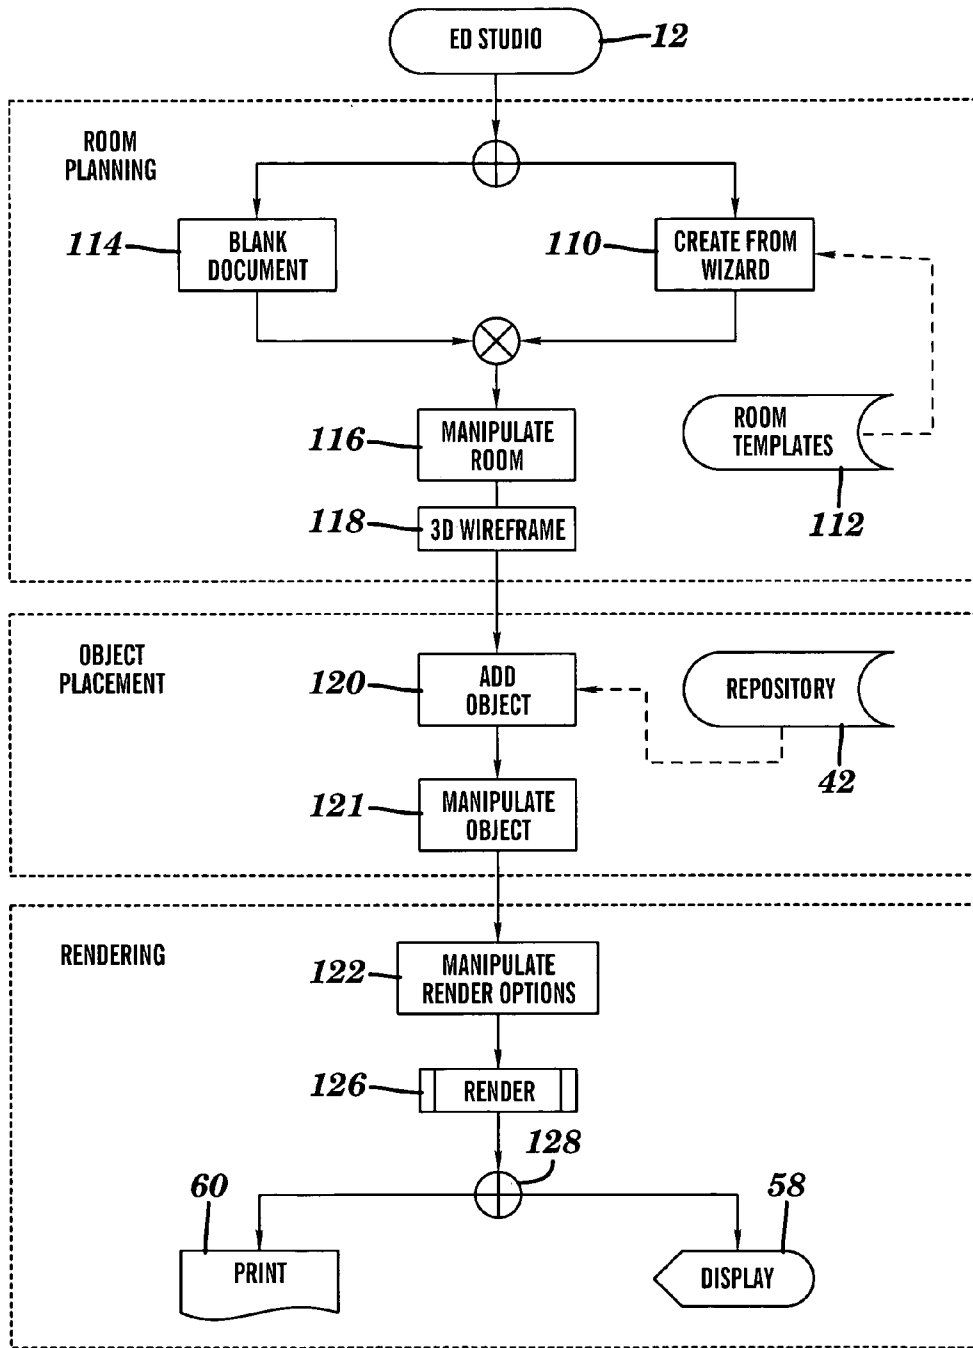 ED STUDIO
12
ROOM
PLANNING
114
BLANK
DOCUMENT
110
CREATE FROM
WIZARD
116
MANIPULATE
ROOM
ROOM
TEMPLATES
112
118
3D WIREFRAME
OBJECT
PLACEMENT
120
ADD
OBJECT
REPOSITORY
42
121
MANIPULATE
OBJECT
RENDERING
122
MANIPULATE
RENDER OPTIONS
126
RENDER
128
60
PRINT
58
DISPLAY